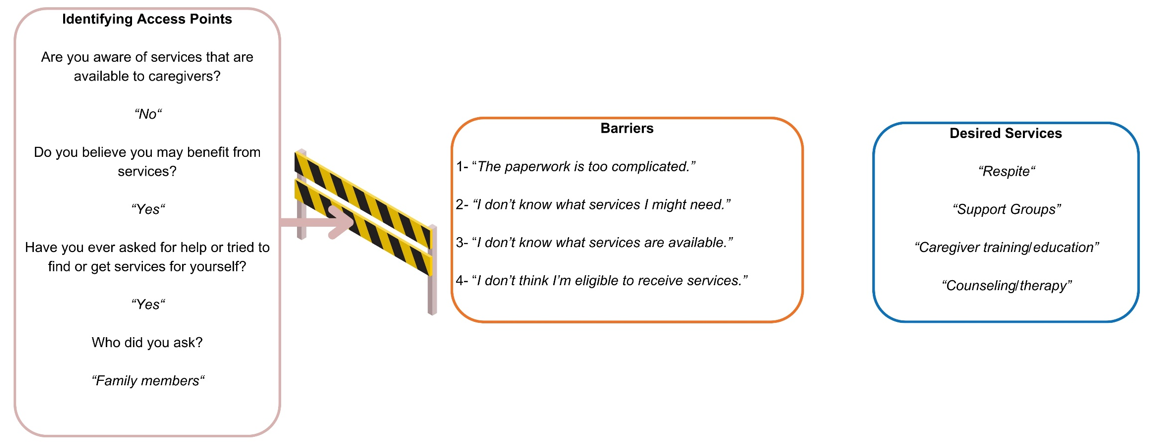 Identifying Access Points
Are you aware of services that are
available to caregivers?
“No“
Do you believe you may benefit from
services?
“Yes“
Have you ever asked for help or tried to
find or get services for yourself?
“Yes“
Who did you ask?
“Family members“
Barriers
1- “The paperwork is too complicated.”
2- “I don’t know what services I might need.”
3- “I don’t know what services are available.”
4- “I don’t think I’m eligible to receive services.”
Desired Services
“Respite“
“Support Groups”
“Caregiver training/education”
“Counseling/therapy”